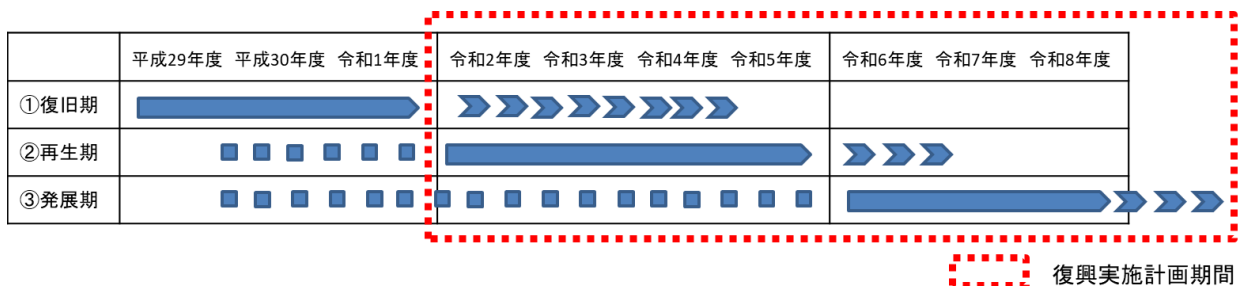 平成29年度 平成30年度 令和1年度 令和2年度 令和3年度 令和4年度 令和5年度 令和6年度 令和7年度 令和8年度
①復旧期
②再生期
③発展期
復興実施計画期間